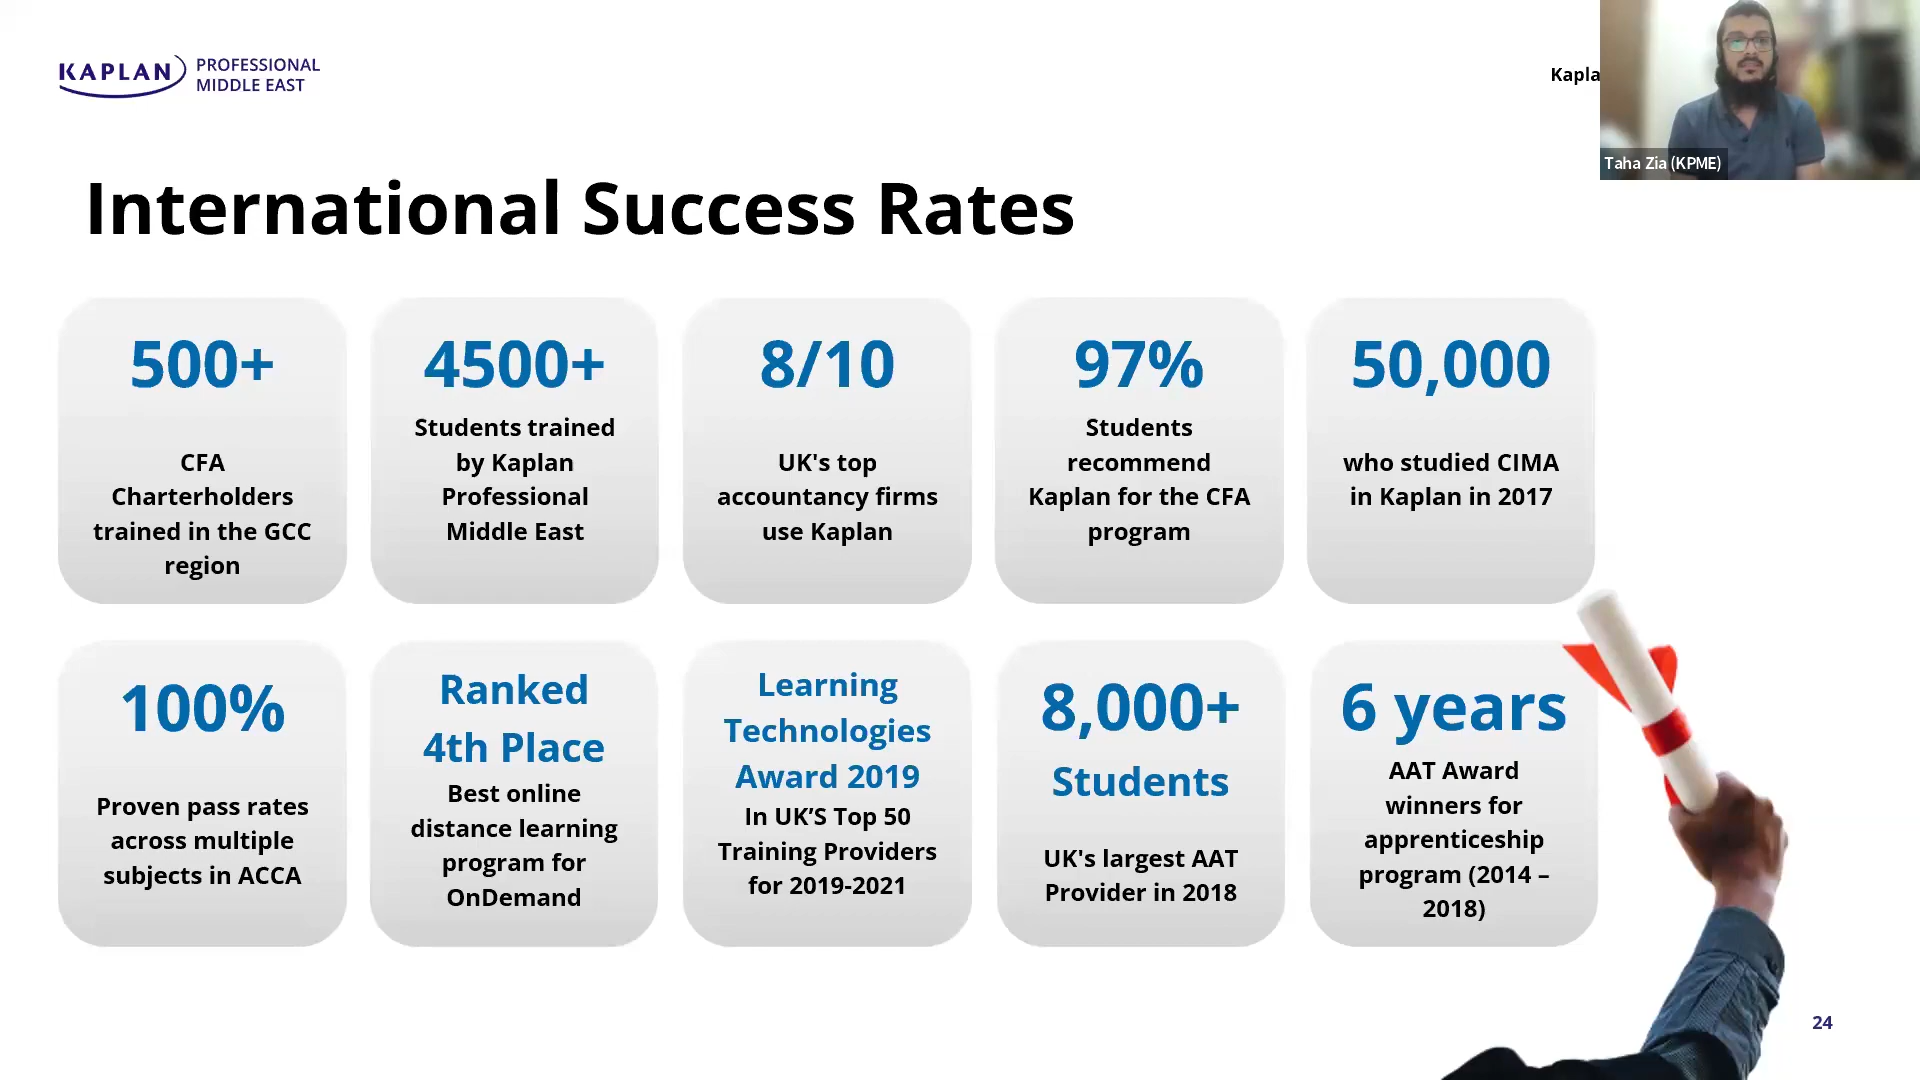 KAPLAN
PROFESSIONAL
MIDDLE EAST
Taha Zia (KPME)
International Success Rates
500+
CFA
Charterholders
trained in the GCC
region
4500+
Students trained
by Kaplan
Professional
Middle East
8/10
UK's top
accountancy firms
use Kaplan
97%
Students
recommend
Kaplan for the CFA
program
50,000
who studied CIMA
in Kaplan in 2017
100%
Proven pass rates
across multiple
subjects in ACCA
Ranked
4th Place
Best online
distance learning
program for
OnDemand
Learning
Technologies
Award 2019
In UK’S Top 50
Training Providers
for 2019-2021
8,000+
Students
UK's largest AAT
Provider in 2018
6 years
AAT Award
winners for
apprenticeship
program (2014 –
2018)
24